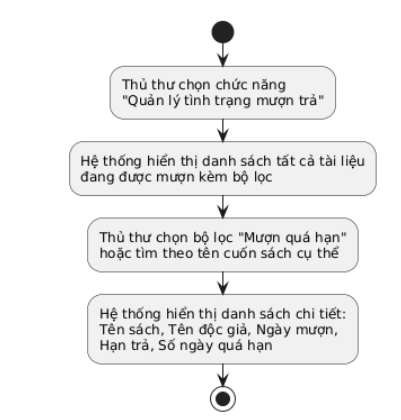 Thủ thư chọn chức năng
"Quản lý tình trạng mượn trả"
Hệ thống hiển thị danh sách tất cả tài liệu
đang được mượn kèm bộ lọc
Thủ thư chọn bộ lọc "Mượn quá hạn"
hoặc tìm theo tên cuốn sách cụ thể
Hệ thống hiển thị danh sách chi tiết:
Tên sách, Tên độc giả, Ngày mượn,
Hạn trả, Số ngày quá hạn